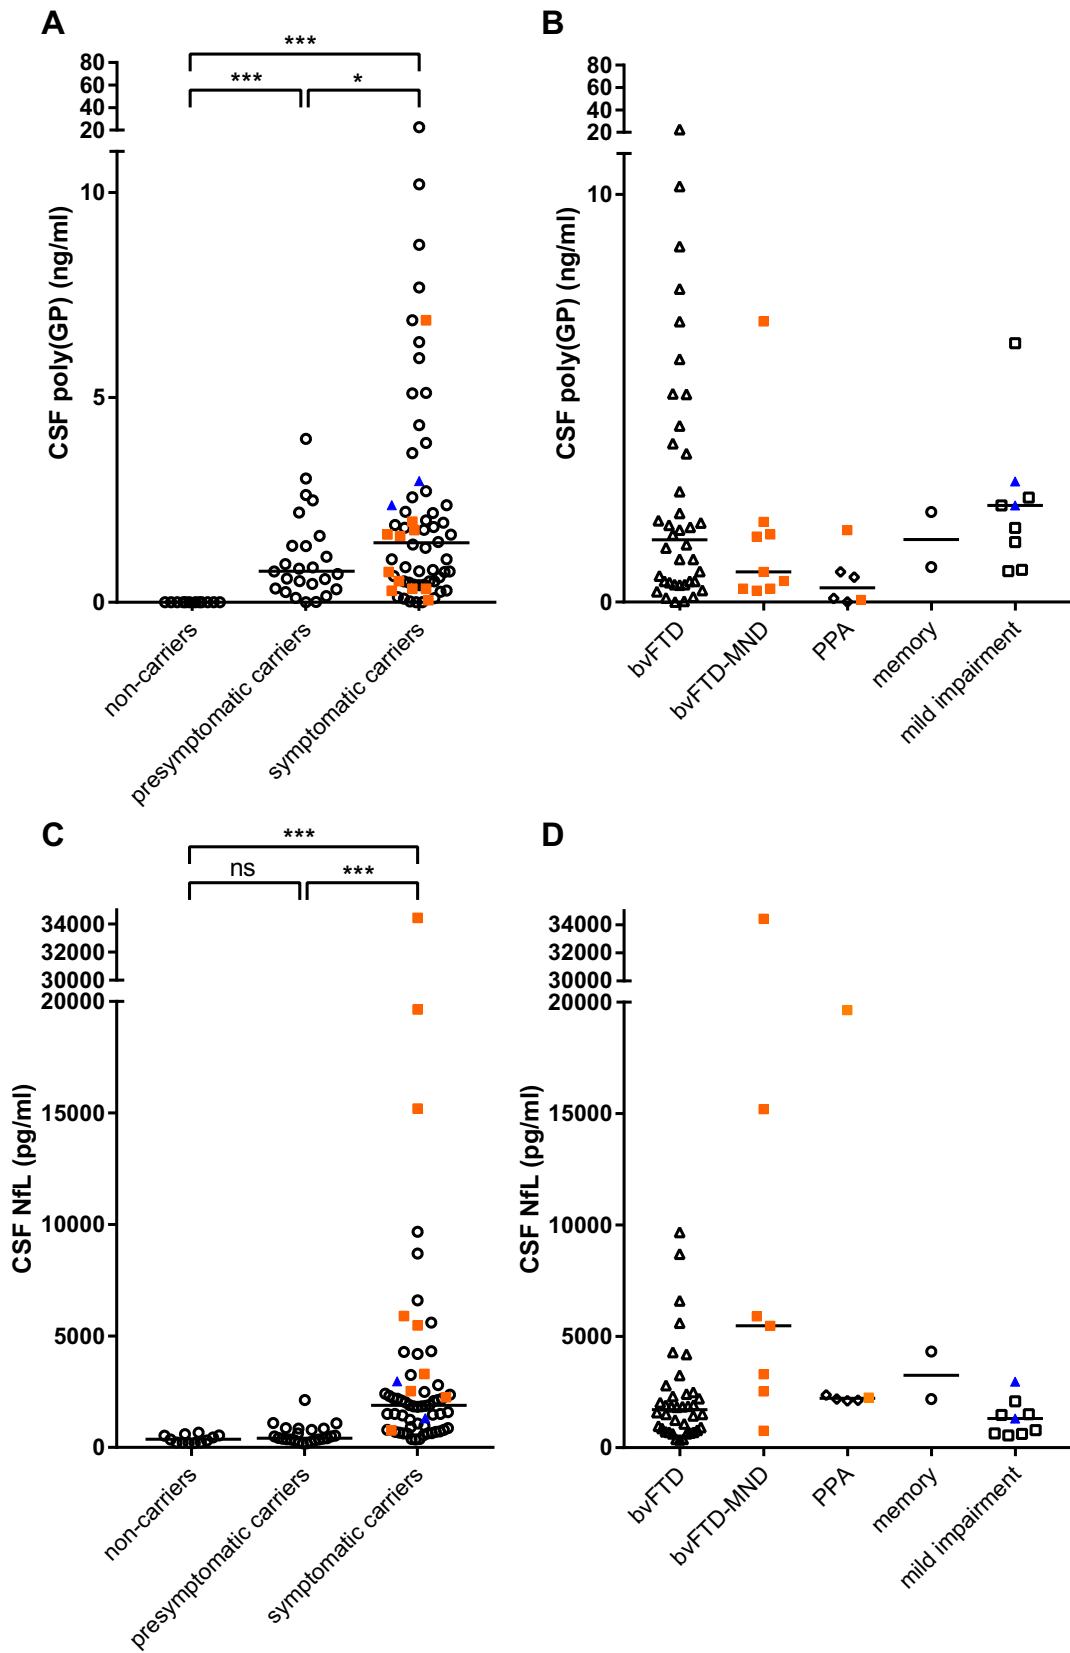 A
B
***
***
*
80
60
40
20
10
5
0
CSF poly(GP) (ng/ml)
non-carriers
presymptomatic carriers
symptomatic carriers
80
60
40
20
10
0
CSF poly(GP) (ng/ml)
bvFTD
bvFTD-MND
PPA
memory
mild impairment
C
D
***
ns
***
34000
32000
30000
20000
15000
10000
5000
0
CSF NfL (pg/ml)
non-carriers
presymptomatic carriers
symptomatic carriers
34000
32000
30000
20000
15000
10000
5000
0
CSF NfL (pg/ml)
bvFTD
bvFTD-MND
PPA
memory
mild impairment